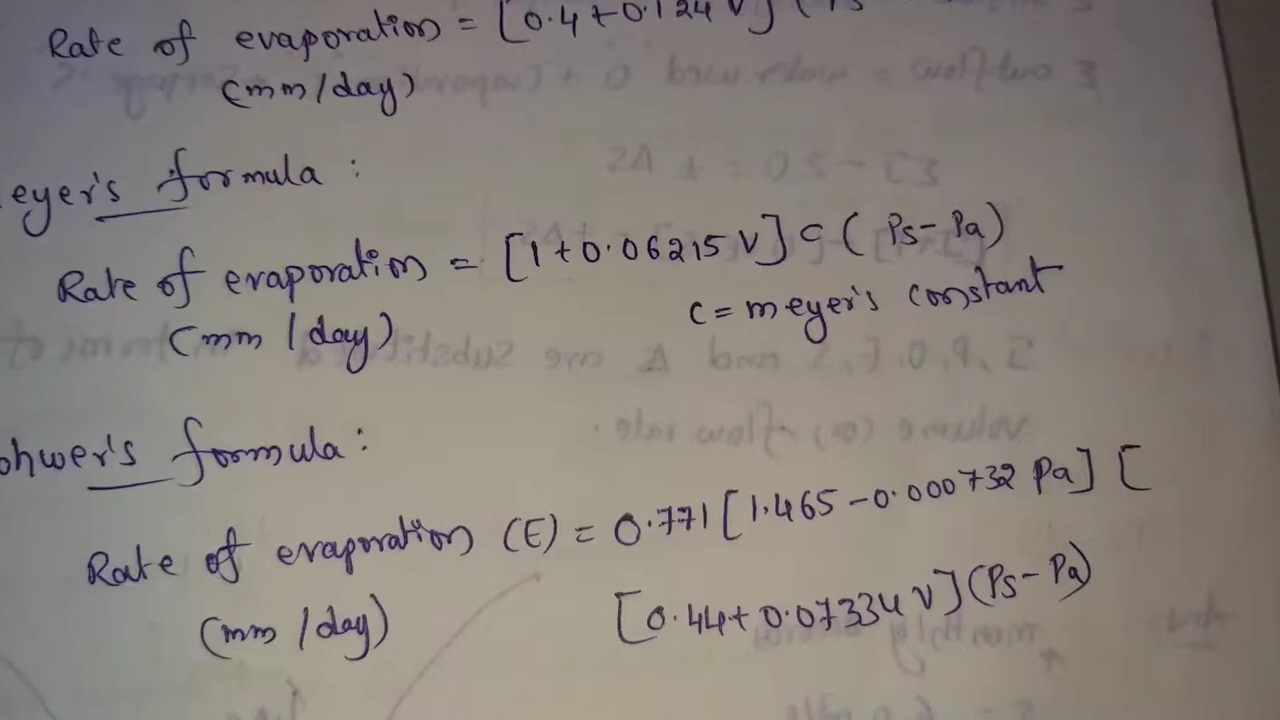 Rate of evaporation = [0.4+0.124 V] (Ps
(mm/day)
eyer's formula :
Rate of evaporation = [1+0.06215 V] C (Ps-Pa)
(mm/day)
C = meyer's constant
ohwer's formula :
Rate of evaporation (E) = 0.771 [1.465 -0.000732 Pa] [
(mm/day)
[0.44+0.07334 V] (Ps-Pa)